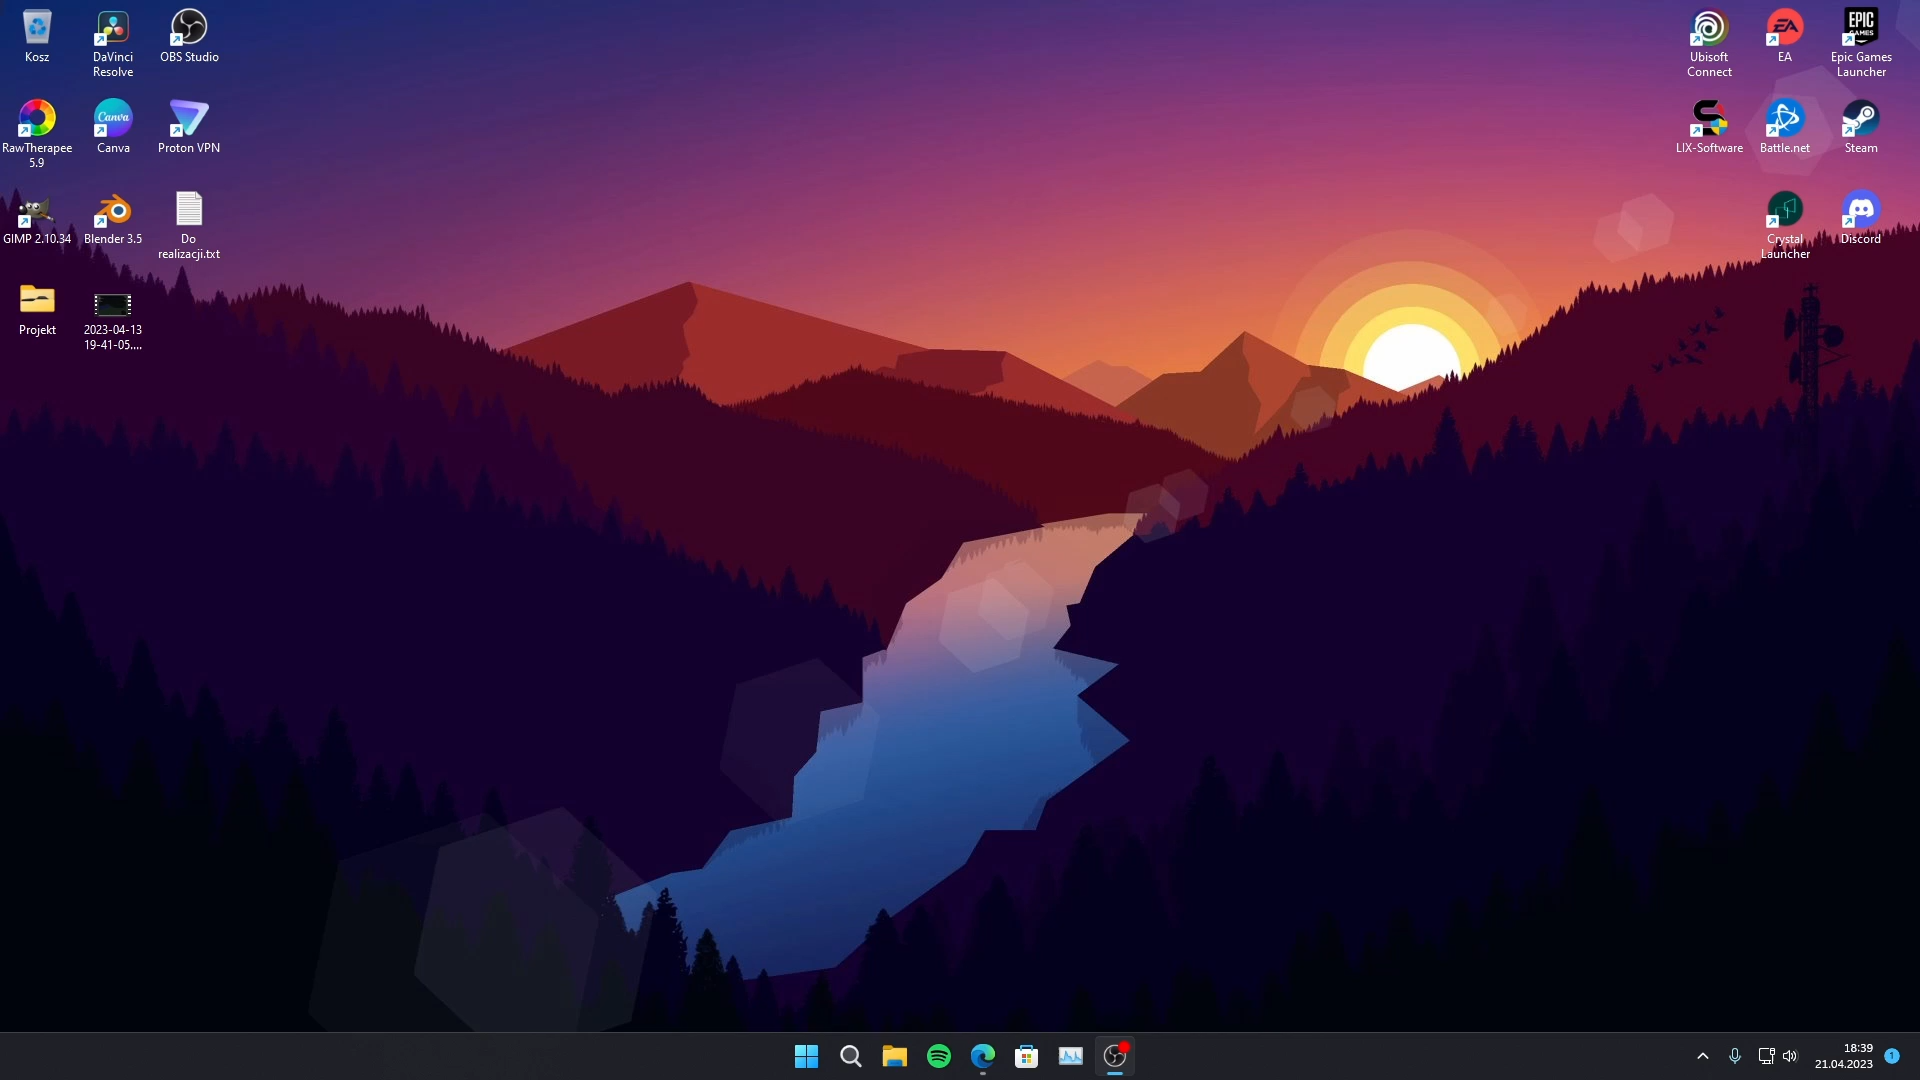 Kosz
DaVinci
Resolve
OBS Studio
RawTherapee
5.9
Canva
Canva
Proton VPN
GIMP 2.10.34
Blender 3.5
Do
realizacji.txt
Projekt
2023-04-13
19-41-05....
Ubisoft
Connect
EA
EA
EPIC
GAMES
Epic Games
Launcher
LIX-Software
Battle.net
Steam
Crystal
Launcher
Discord
18:39
21.04.2023
1